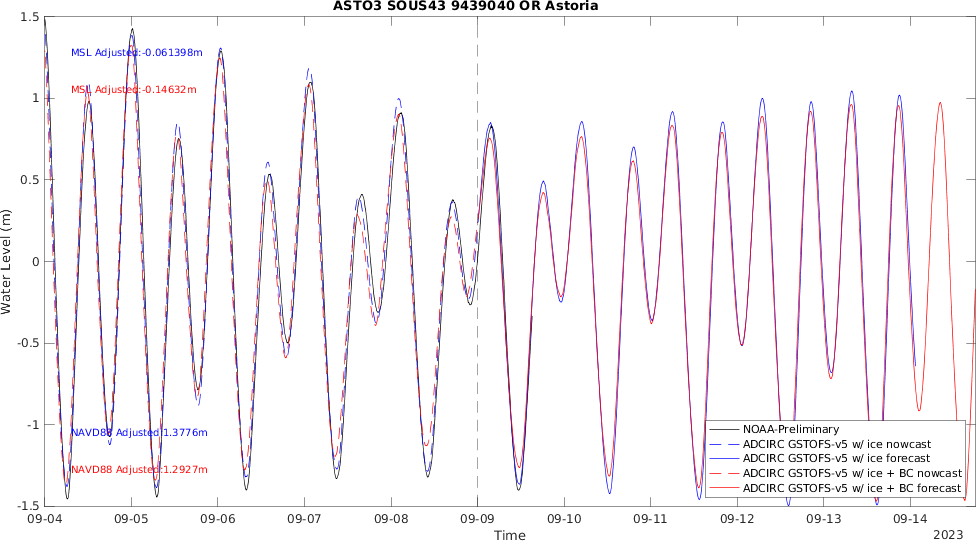 ASTO3 SOUS43 9439040 OR Astoria
1.5
1
0.5
0
-0.5
-1
-1.5
Water Level (m)
MSL Adjusted:-0.061398m
MSL Adjusted:-0.14632m
NAVD88 Adjusted:1.3776m
NAVD88 Adjusted:1.2927m
NOAA-Preliminary
ADCIRC GSTOFS-v5 w/ ice nowcast
ADCIRC GSTOFS-v5 w/ ice forecast
ADCIRC GSTOFS-v5 w/ ice + BC nowcast
ADCIRC GSTOFS-v5 w/ ice + BC forecast
09-04 09-05 09-06 09-07 09-08 09-09 09-10 09-11 09-12 09-13 09-14
Time
2023